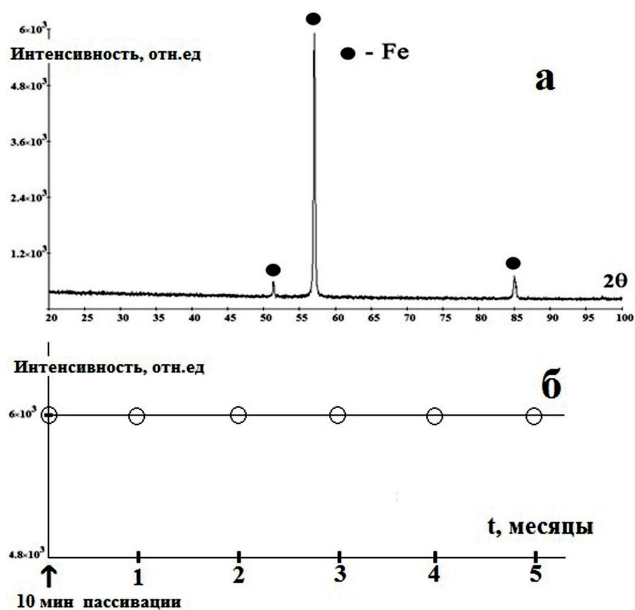 6×10³
Интенсивность, отн.ед
- Fe
а
4.8×10³
3.6×10³
2.4×10³
1.2×10³
2θ
20 25 30 35 40 45 50 55 60 65 70 75 80 85 90 95 100
Интенсивность, отн.ед
б
6×10³
t, месяцы
4.8×10³
1 2 3 4 5
10 мин пассивации